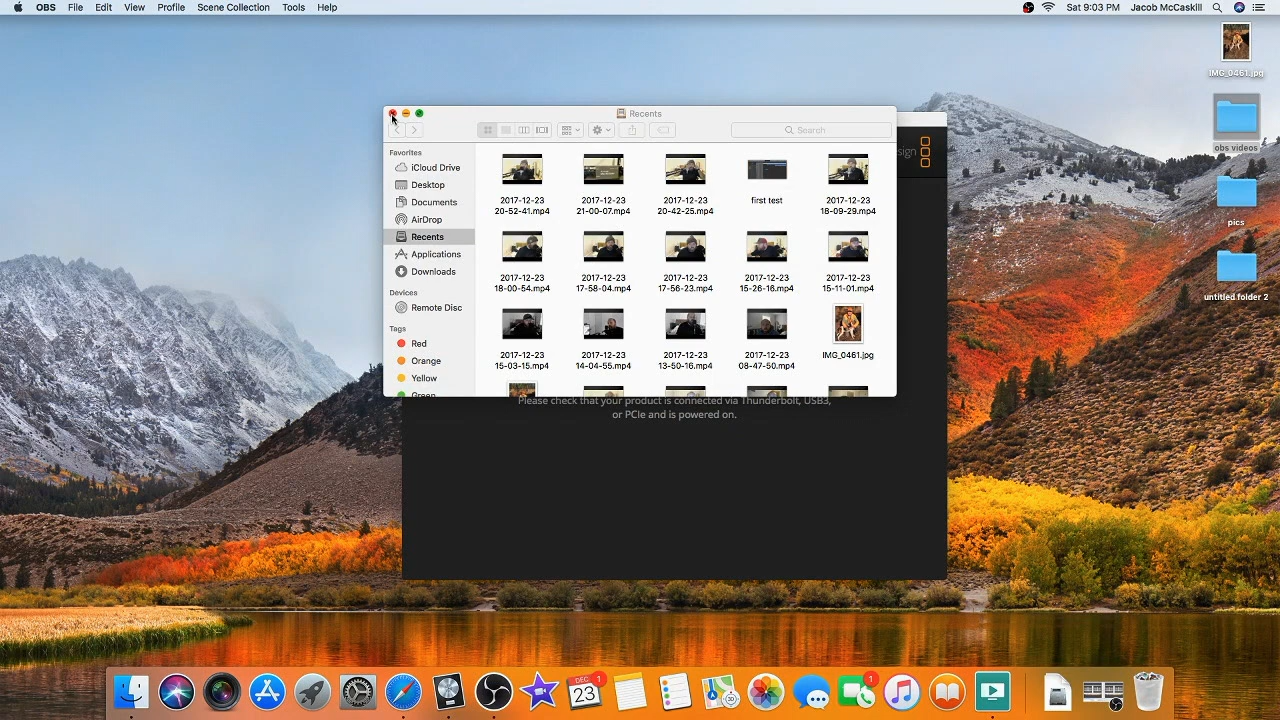 OBS File Edit View Profile Scene Collection Tools Help Sat 9:03 PM Jacob McCaskill
IMG_0461.jpg
obs videos
pics
untitled folder 2
Recents
Search
sign
Favorites
iCloud Drive
Desktop
Documents
AirDrop
Recents
Applications
Downloads
Devices
Remote Disc
Tags
Red
Orange
Yellow
Green
2017-12-23
20-52-41.mp4
2017-12-23
21-00-07.mp4
2017-12-23
20-42-25.mp4
first test
2017-12-23
18-09-29.mp4
2017-12-23
18-00-54.mp4
2017-12-23
17-58-04.mp4
2017-12-23
17-56-23.mp4
2017-12-23
15-26-16.mp4
2017-12-23
15-11-01.mp4
2017-12-23
15-03-15.mp4
2017-12-23
14-04-55.mp4
2017-12-23
13-50-16.mp4
2017-12-23
08-47-50.mp4
IMG_0461.jpg
Please check that your product is connected via Thunderbolt, USB3,
or PCIe and is powered on.
DEC
23
1
1